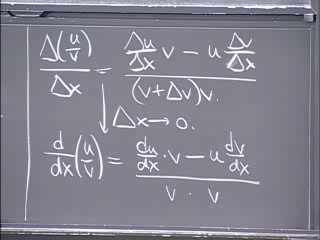 Δ(u/v)/Δx = (Δu/Δx v − u Δv/Δx)/((v+Δv)v.)
Δx→0.
d/dx(u/v) = (du/dx · v − u dv/dx)/(v · v)